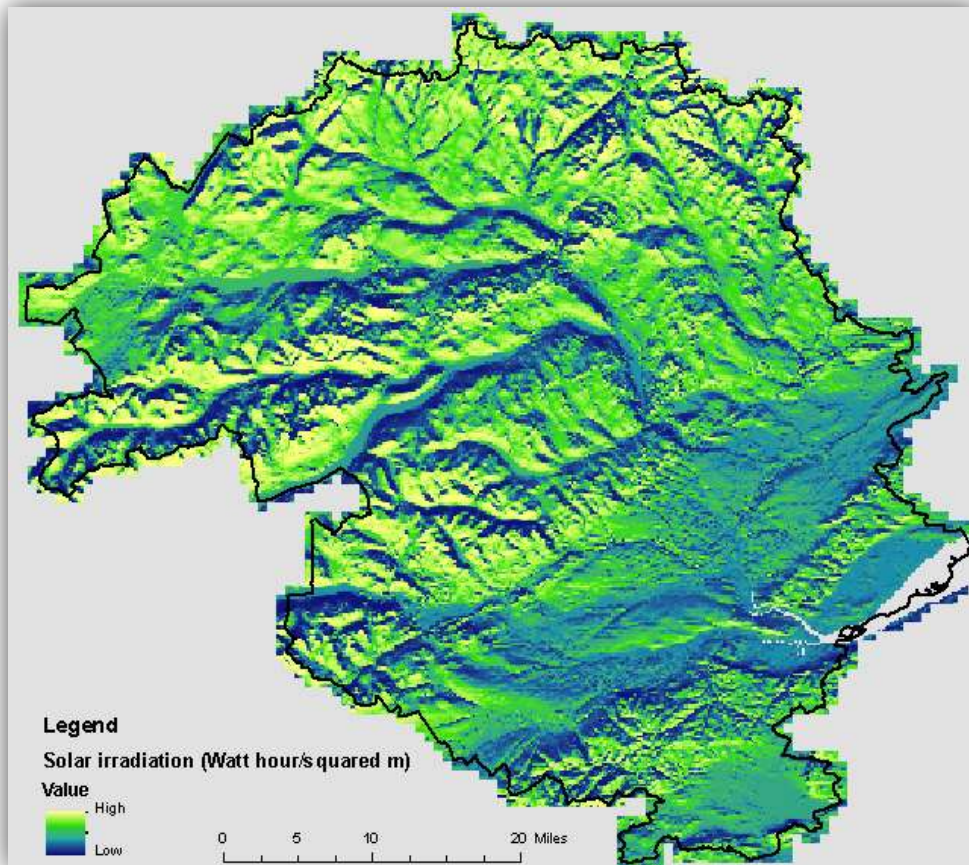 Legend
Solar irradiation (Watt hour/squared m)
Value
High
Low
0 5 10 20 Miles